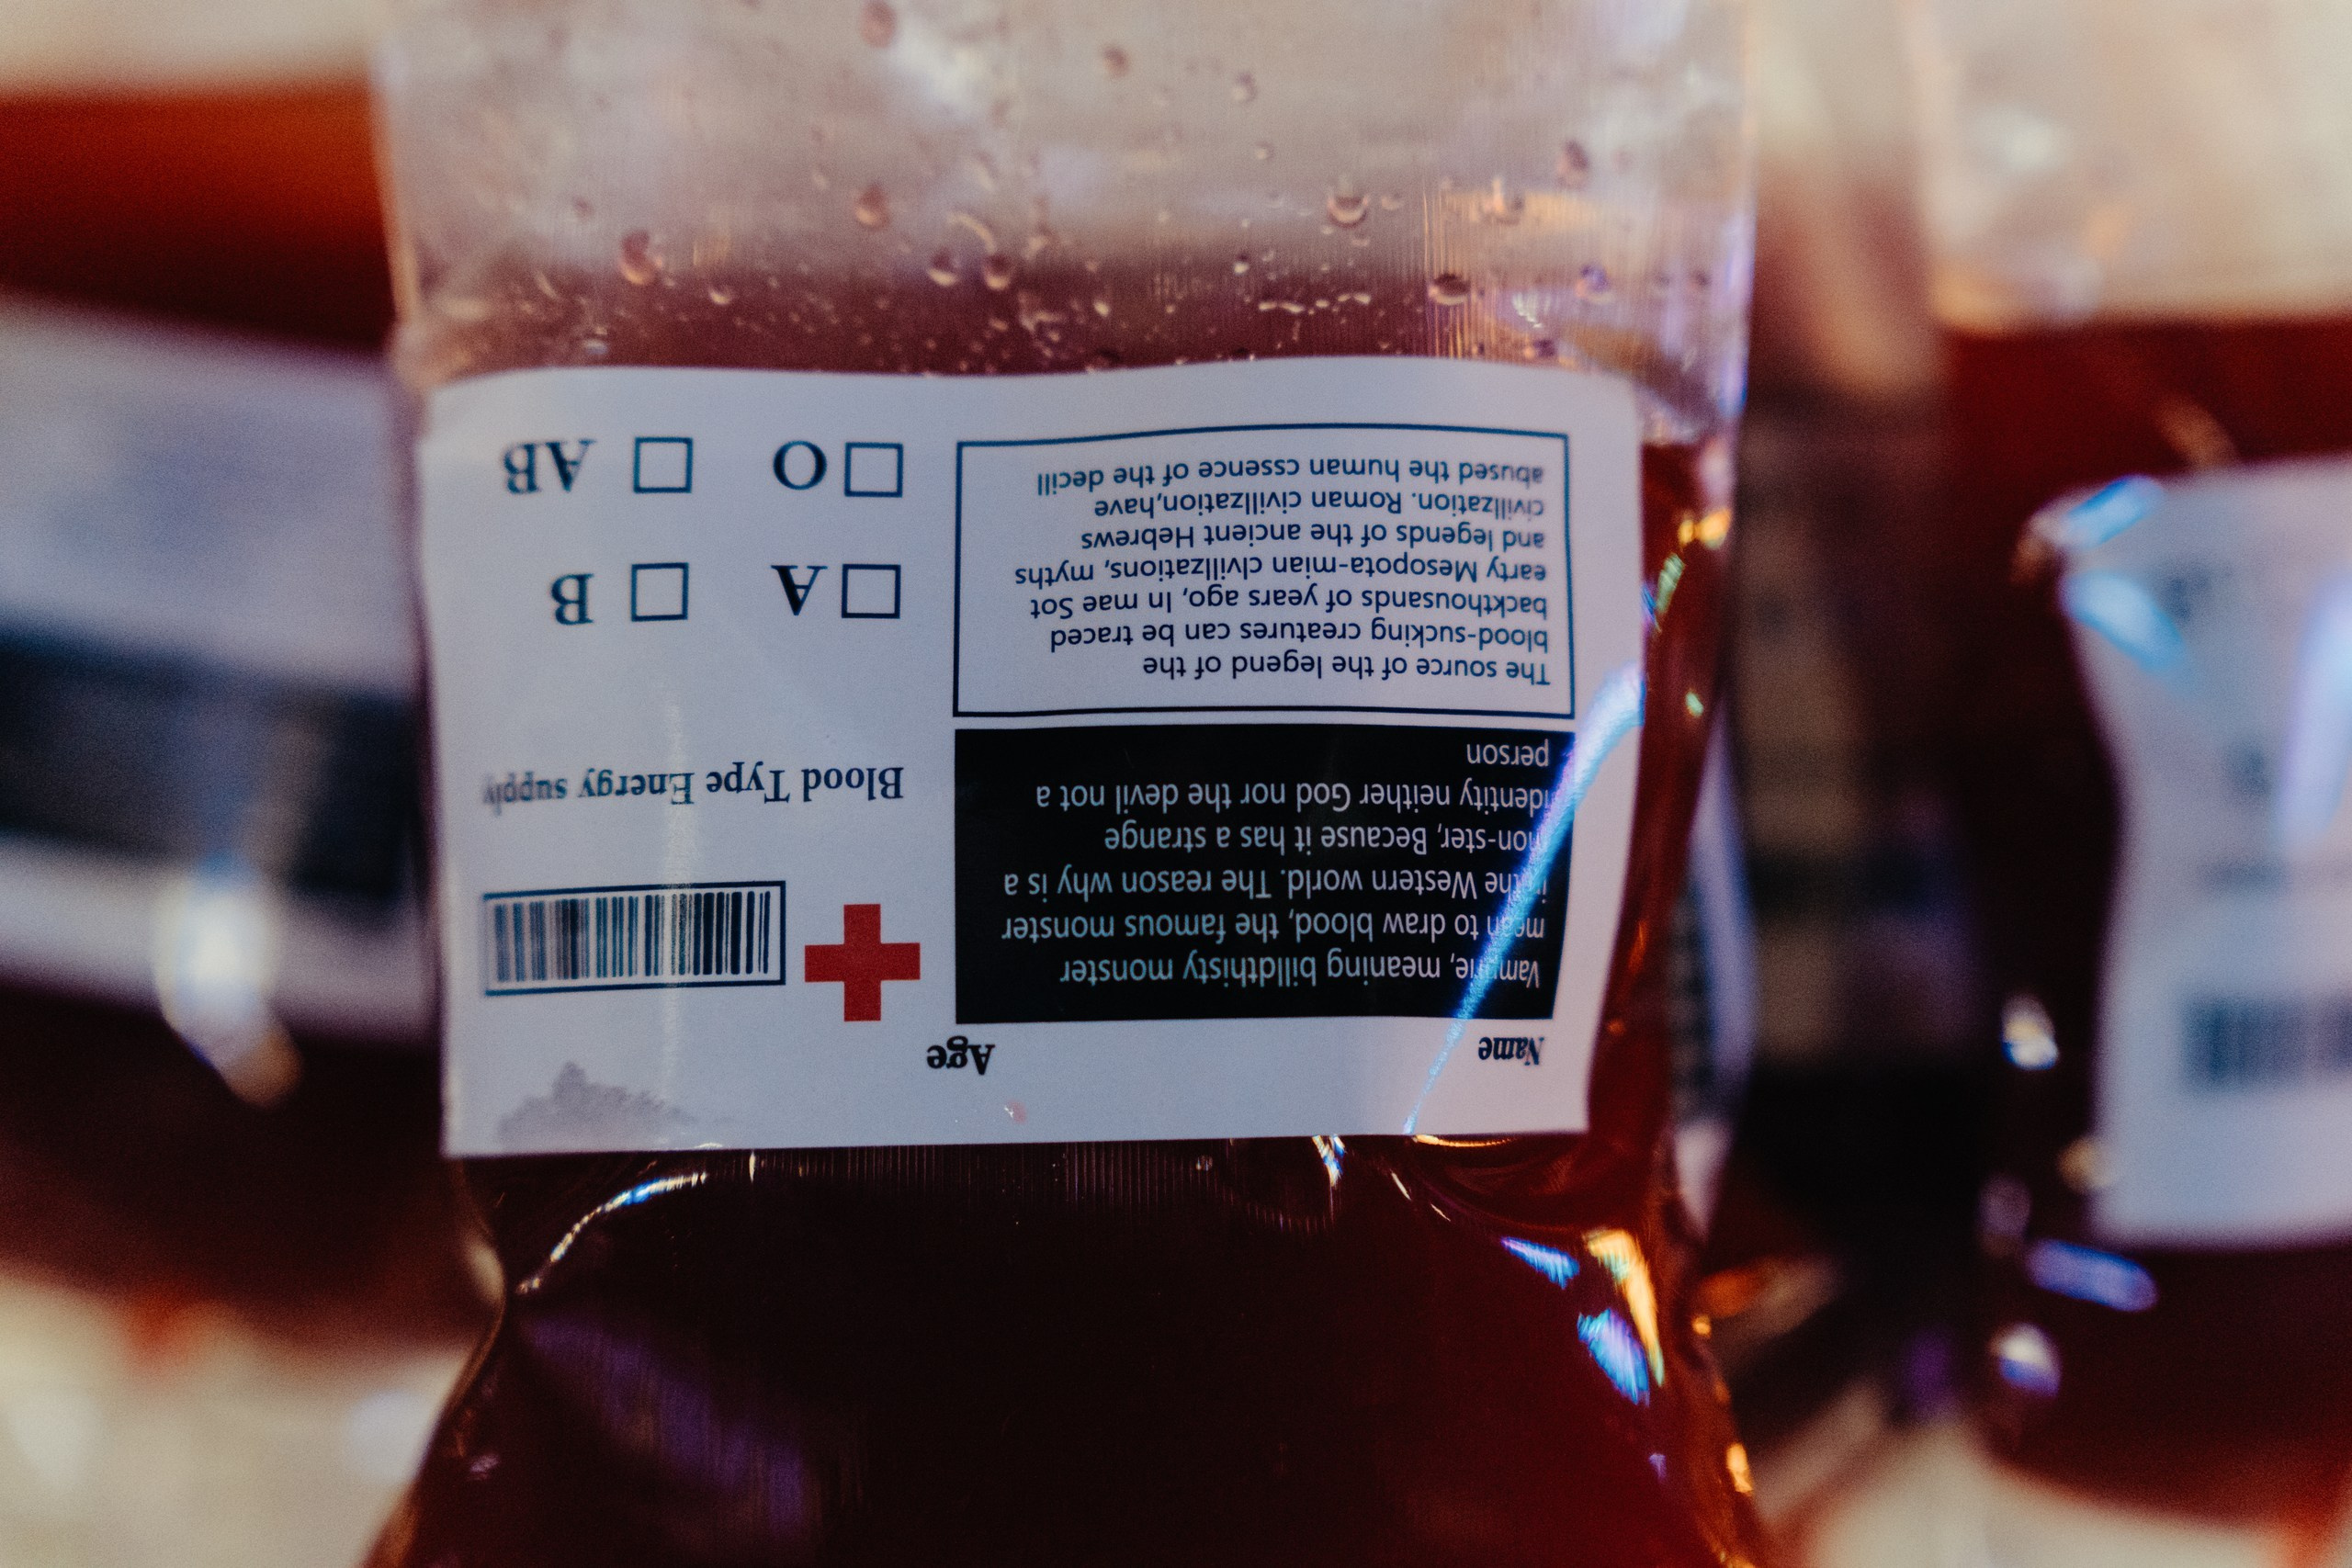 Name
Age
Vamprie, meaning billdthisty monster
mean to draw blood, the famous monster
in the Western world. The reason why is a
mon-ster, Because it has a strange
identity neither God nor the devil not a
person
The source of the legend of the
blood-sucking creatures can be traced
backthousands of years ago, In mae Sot
earty Mesopota-mian civilizations, myths
and legends of the ancient Hebrews
civilization. Roman civilization,have
abused the human essence of the decill
Blood Type Energy supply
A
B
O
AB